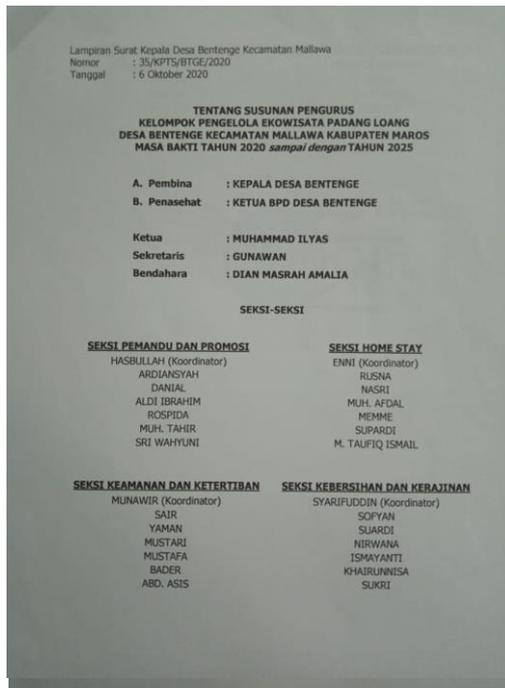 Lampiran Surat Kepala Desa Bentenge Kecamatan Mallawa
Nomor : 35/KPTS/BTGE/2020
Tanggal : 6 Oktober 2020
TENTANG SUSUNAN PENGURUS
KELOMPOK PENGELOLA EKOWISATA PADANG LOANG
DESA BENTENGE KECAMATAN MALLAWA KABUPATEN MAROS
MASA BAKTI TAHUN 2020 sampai dengan TAHUN 2025
A. Pembina : KEPALA DESA BENTENGE
B. Penasehat : KETUA BPD DESA BENTENGE
Ketua : MUHAMMAD ILYAS
Sekretaris : GUNAWAN
Bendahara : DIAN MASRAH AMALIA
SEKSI-SEKSI
SEKSI PEMANDU DAN PROMOSI
HASBULLAH (Koordinator)
ARDIANSYAH
DANIAL
ALDI IBRAHIM
ROSPIDA
MUH. TAHIR
SRI WAHYUNI
SEKSI HOME STAY
ENNI (Koordinator)
RUSNA
NASRI
MUH. AFDAL
MEMME
SUPARDI
M. TAUFIQ ISMAIL
SEKSI KEAMANAN DAN KETERTIBAN
MUNAWIR (Koordinator)
SAIR
YAMAN
MUSTARI
MUSTAFA
BADER
ABD. ASIS
SEKSI KEBERSIHAN DAN KERAJINAN
SYARIFUDDIN (Koordinator)
SOFYAN
SUARDI
NIRWANA
ISMAYANTI
KHAIRUNNISA
SUKRI